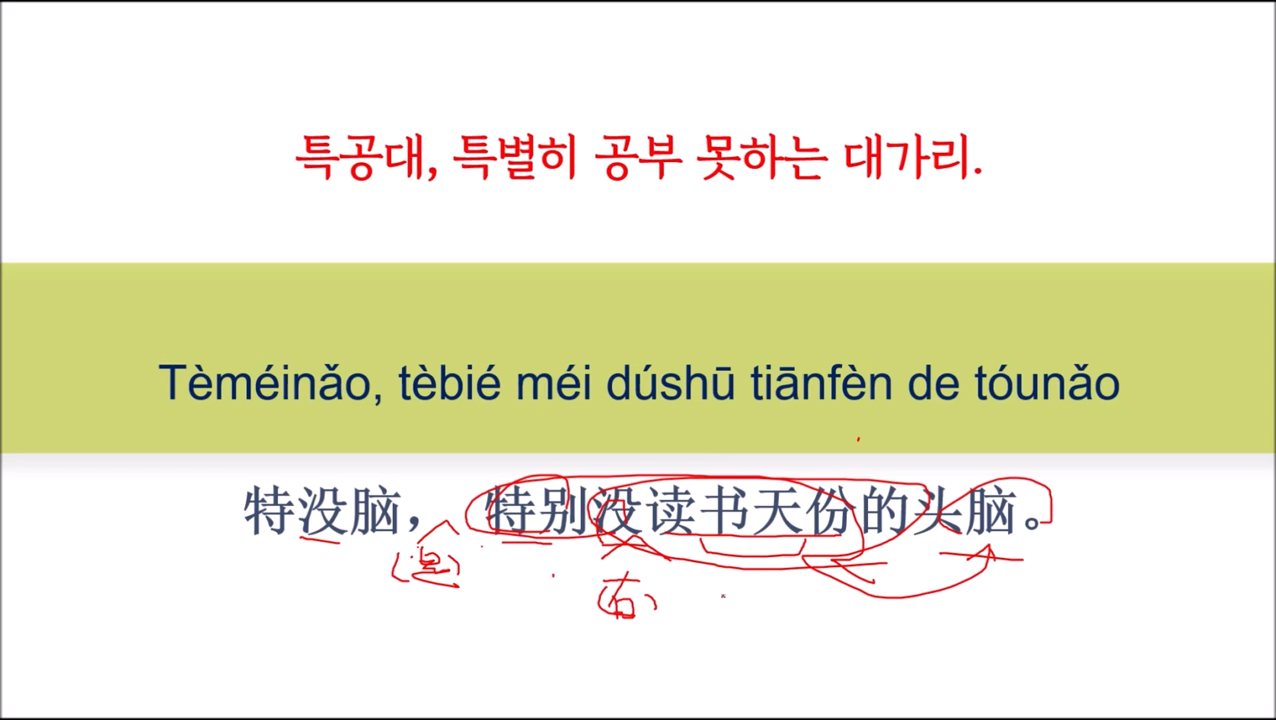 특공대, 특별히 공부 못하는 대가리.
Tèméinǎo, tèbié méi dúshū tiānfèn de tóunǎo
特没脑， 特别没读书天份的头脑。